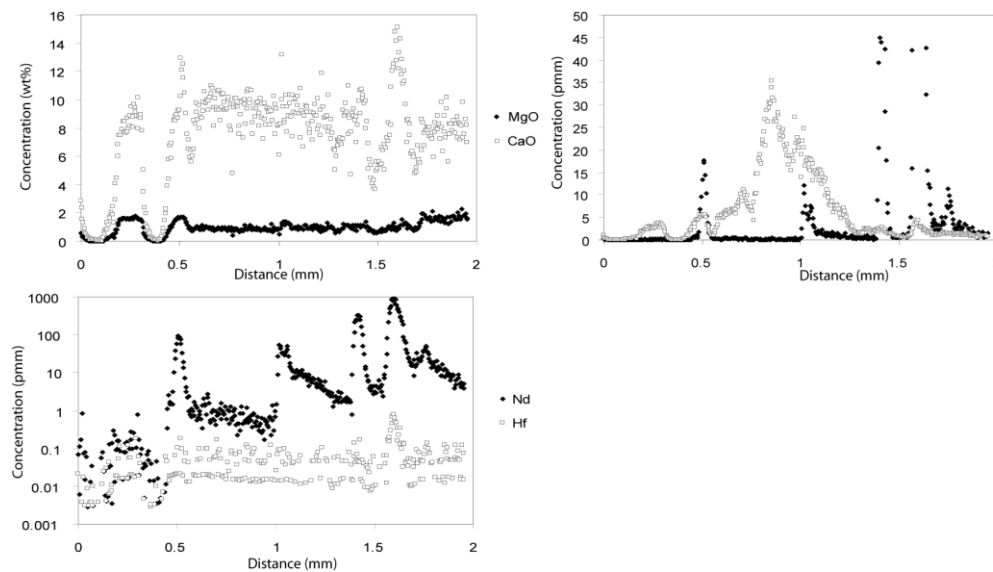 16
14
12
10
8
6
4
2
0
Concentration (wt%)
0 0.5 1 1.5 2
Distance (mm)
MgO
CaO
50
45
40
35
30
25
20
15
10
5
0
Concentration (pmm)
0 0.5 1 1.5
Distance (mm)
1000
100
10
1
0.1
0.01
0.001
Concentration (pmm)
0 0.5 1 1.5 2
Distance (mm)
Nd
Hf